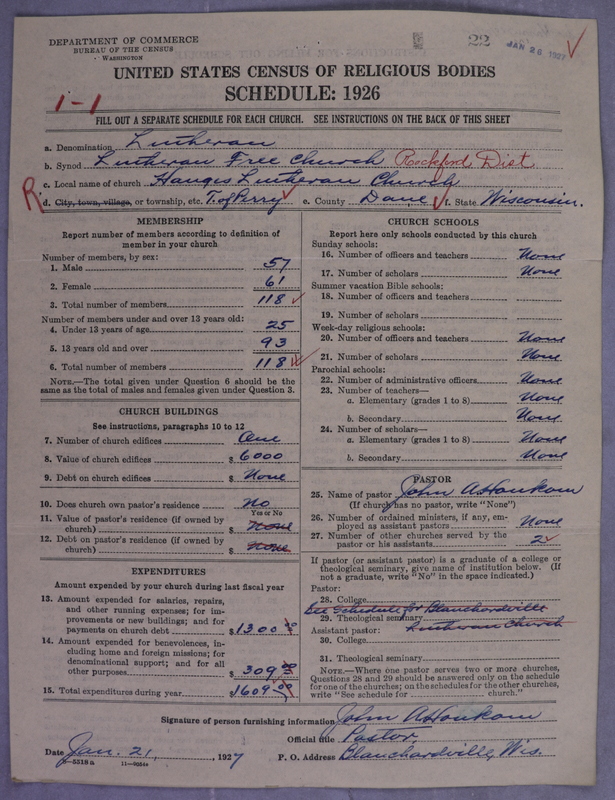 DEPARTMENT OF COMMERCE
BUREAU OF THE CENSUS
WASHINGTON
22
JAN 26 1927
UNITED STATES CENSUS OF RELIGIOUS BODIES
SCHEDULE: 1926
1-1
FILL OUT A SEPARATE SCHEDULE FOR EACH CHURCH. SEE INSTRUCTIONS ON THE BACK OF THIS SHEET
a. Denomination Lutheran
b. Synod Lutheran Free Church Rockford Dist
c. Local name of church Hauges Lutheran Church
R d. City, town, village, or township, etc. T. of Perry e. County Dane f. State Wisconsin.
MEMBERSHIP
Report number of members according to definition of
member in your church
Number of members, by sex:
1. Male 57
2. Female 61
3. Total number of members 118
Number of members under and over 13 years old:
4. Under 13 years of age 25
5. 13 years old and over 93
6. Total number of members 118
NOTE.—The total given under Question 6 should be
same as the total of males and females given under Question 3.
CHURCH BUILDINGS
See instructions, paragraphs 10 to 12
7. Number of church edifices One
8. Value of church edifices $ 6000
9. Debt on church edifices $ None
10. Does church own pastor's residence? No
Yes or No
11. Value of pastor's residence (if owned by
church) $ None
12. Debt on pastor's residence (if owned by
church) $ None
EXPENDITURES
Amount expended by your church during last fiscal year
13. Amount expended for salaries, repairs,
and other running expenses; for im-
provements or new buildings; and for
payments on church debt $1300 00
14. Amount expended for benevolences, in-
cluding home and foreign missions; for
denominational support; and for all
other purposes $ 309
15. Total expenditures during year $1609.00
CHURCH SCHOOLS
Report here only schools conducted by this church
Sunday schools:
16. Number of officers and teachers None
17. Number of scholars None
Summer vacation Bible schools:
18. Number of officers and teachers
19. Number of scholars
Week-day religious schools:
20. Number of officers and teachers None
21. Number of scholars None
Parochial schools:
22. Number of administrative officers None
23. Number of teachers—
a. Elementary (grades 1 to 8) None
b. Secondary None
24. Number of scholars—
a. Elementary (grades 1 to 8) None
b. Secondary None
PASTOR
25. Name of pastor John A Houkom
(If church has no pastor, write "None")
26. Number of ordained ministers, if any, em-
ployed as assistant pastors None
27. Number of other churches served by the
pastor or his assistants 2
If pastor (or assistant pastor) is a graduate of a college or
theological seminary, give name of institution below. (If
not a graduate, write "No" in the space indicated.)
Pastor:
28. College
See Schedule for Blanchardville
29. Theological seminary Lutheran Church
Assistant pastor:
30. College
31. Theological seminary
NOTE.—Where one pastor serves two or more churches,
Questions 28 and 29 should be answered only on the schedule
for one of the churches; on the schedules for the other churches,
write "See schedule for church."
Signature of person furnishing information John A Houkom
Official title Pastor,
Date Jan. 21, 1927 P. O. Address Blanchardville, Wis.
8-5518 a